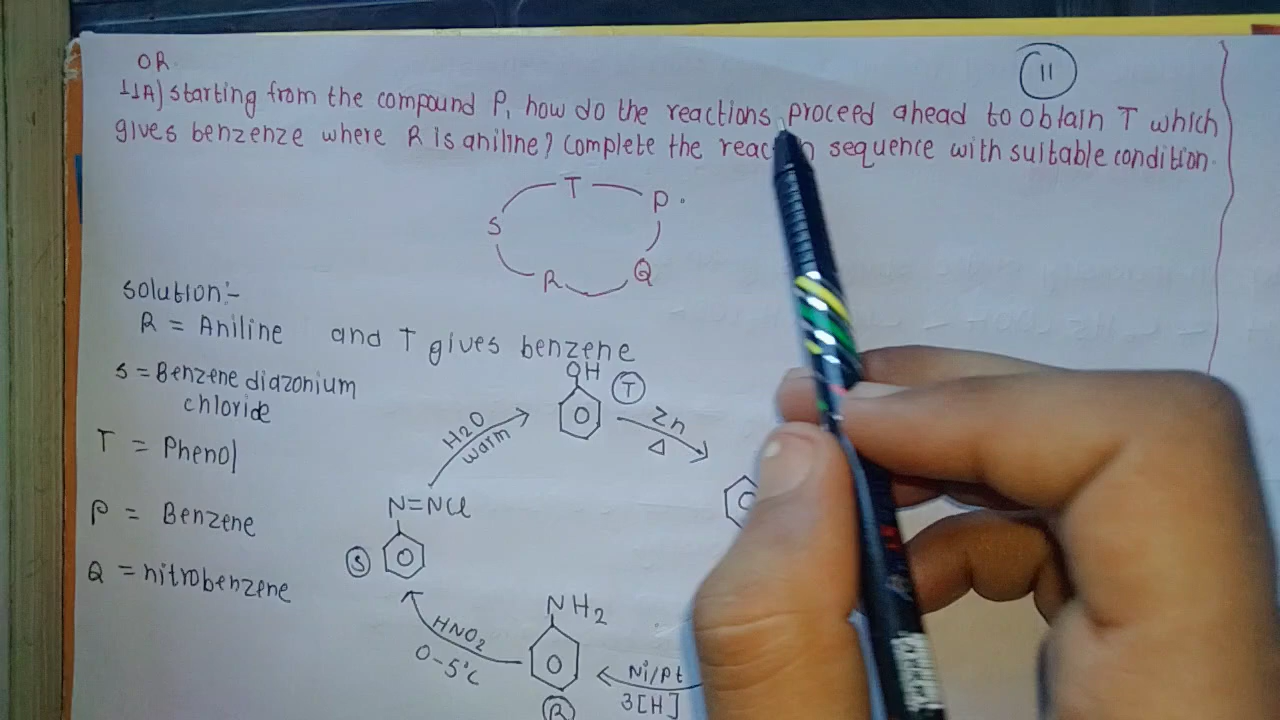 OR
11A) starting from the compound P, how do the reactions proceed ahead to obtain T which
11
gives benzenze where R is aniline? Complete the reac n sequence with suitable condition.
T
P.
S
Q
R
solution:-
R = Aniline and T gives benzene
S = Benzene diazonium
chloride
T = Phenol
P = Benzene
Q = nitrobenzene
OH
T
Zn
Δ
H2O
warm
N=NCl
S
HNO2
0-5°C
NH2
R
Ni/pt
3[H]